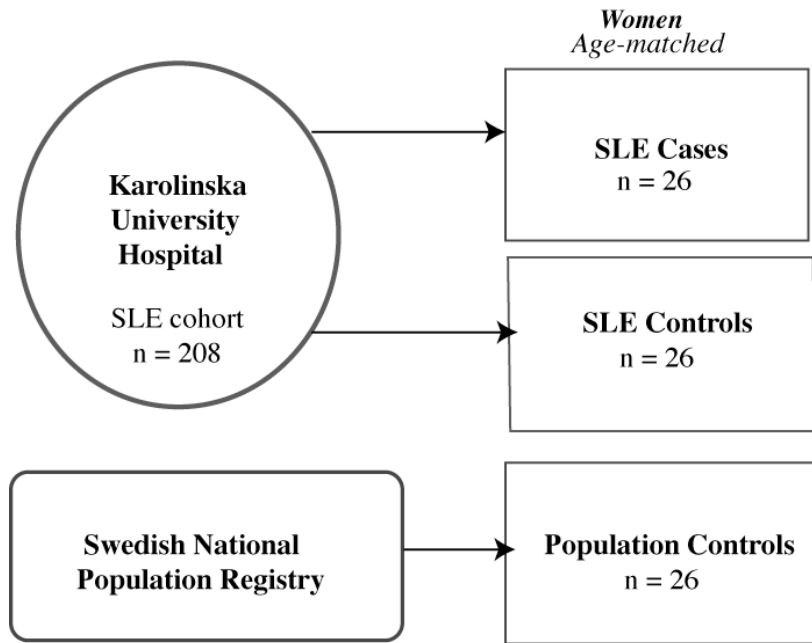 Women
Age-matched
SLE Cases
n = 26
Karolinska
University
Hospital
SLE cohort
n = 208
SLE Controls
n = 26
Swedish National
Population Registry
Population Controls
n = 26